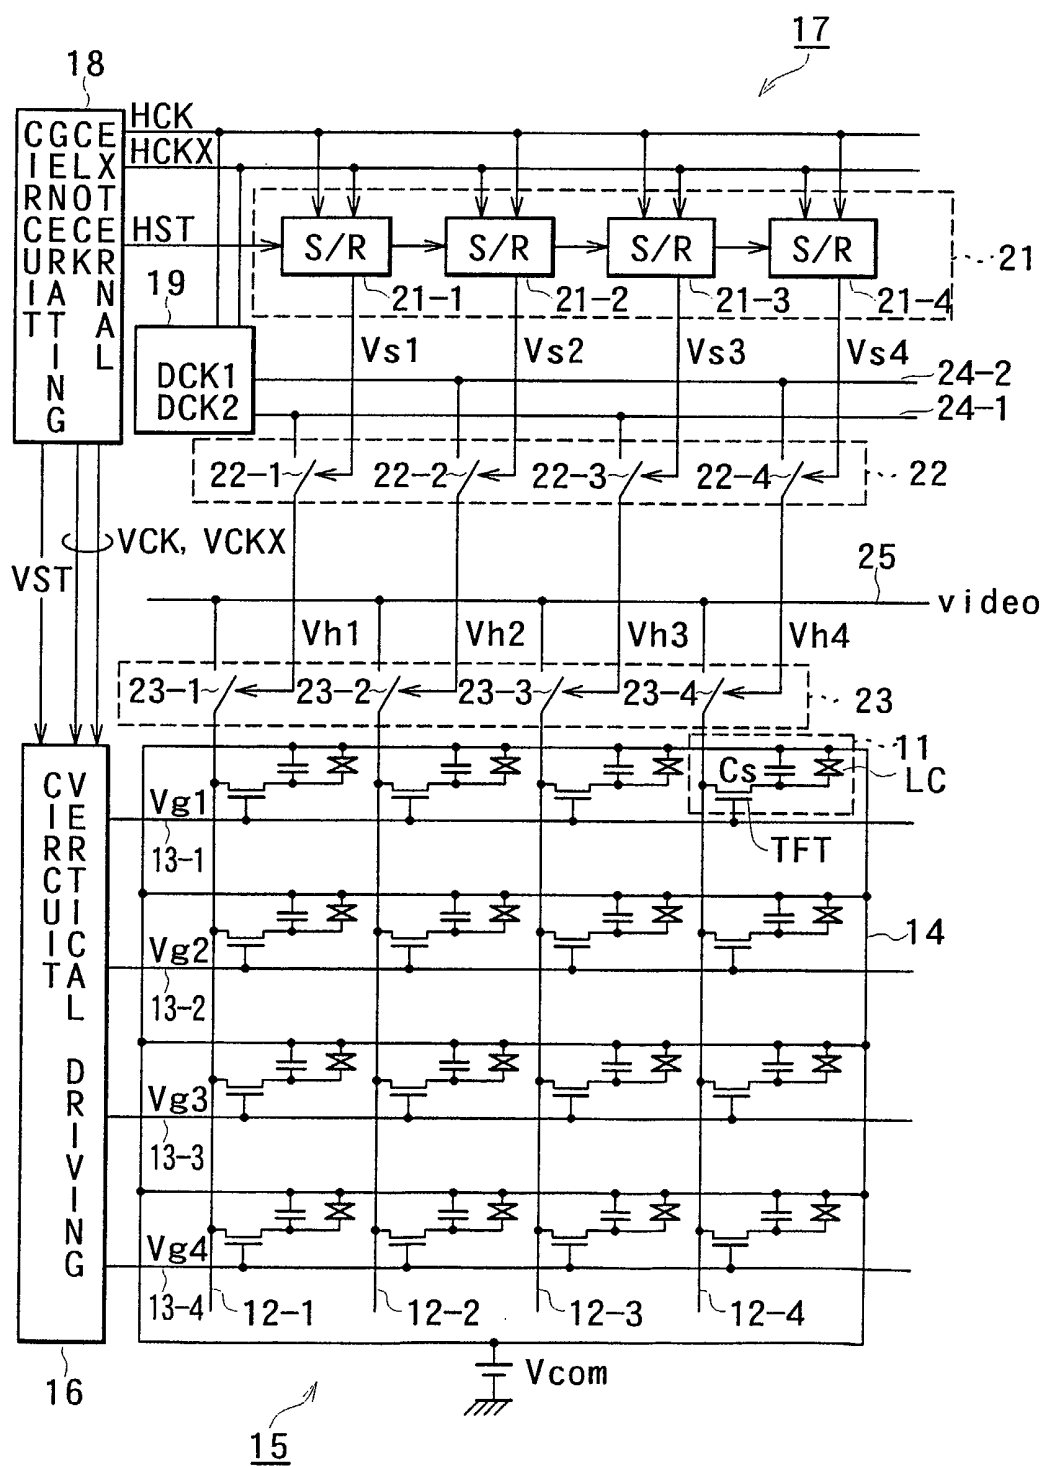 17
18
EXTERNAL
CLOCK
GENERATING
CIRCUIT
HCK
HCKX
HST
S/R
S/R
S/R
S/R
21
21-1
21-2
21-3
21-4
19
DCK1
DCK2
Vs1
Vs2
Vs3
Vs4
24-2
24-1
22-1
22-2
22-3
22-4
22
VCK, VCKX
VST
25
video
Vh1
Vh2
Vh3
Vh4
23-1
23-2
23-3
23-4
23
11
Cs
LC
TFT
VERTICAL DRIVING
CIRCUIT
Vg1
13-1
Vg2
13-2
14
Vg3
13-3
Vg4
13-4
12-1
12-2
12-3
12-4
16
Vcom
15